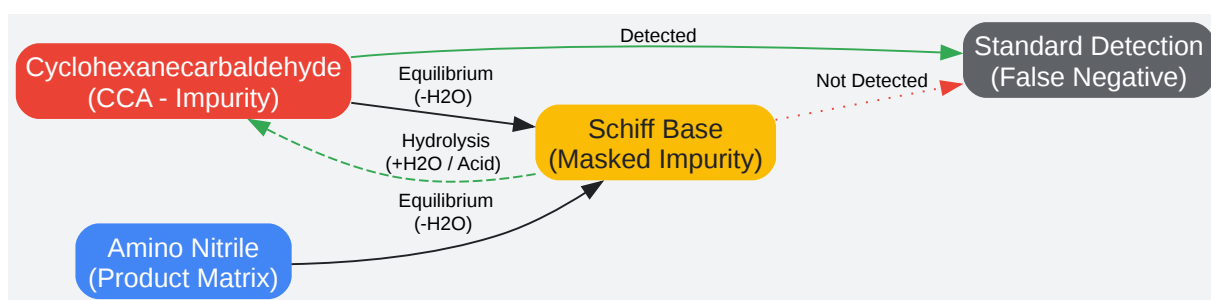 Cyclohexanecarbaldehyde
(CCA - Impurity)
Detected
Standard Detection
(False Negative)
Equilibrium
(-H2O)
Not Detected
Schiff Base
(Masked Impurity)
Hydrolysis
(+H2O / Acid)
Equilibrium
(-H2O)
Amino Nitrile
(Product Matrix)